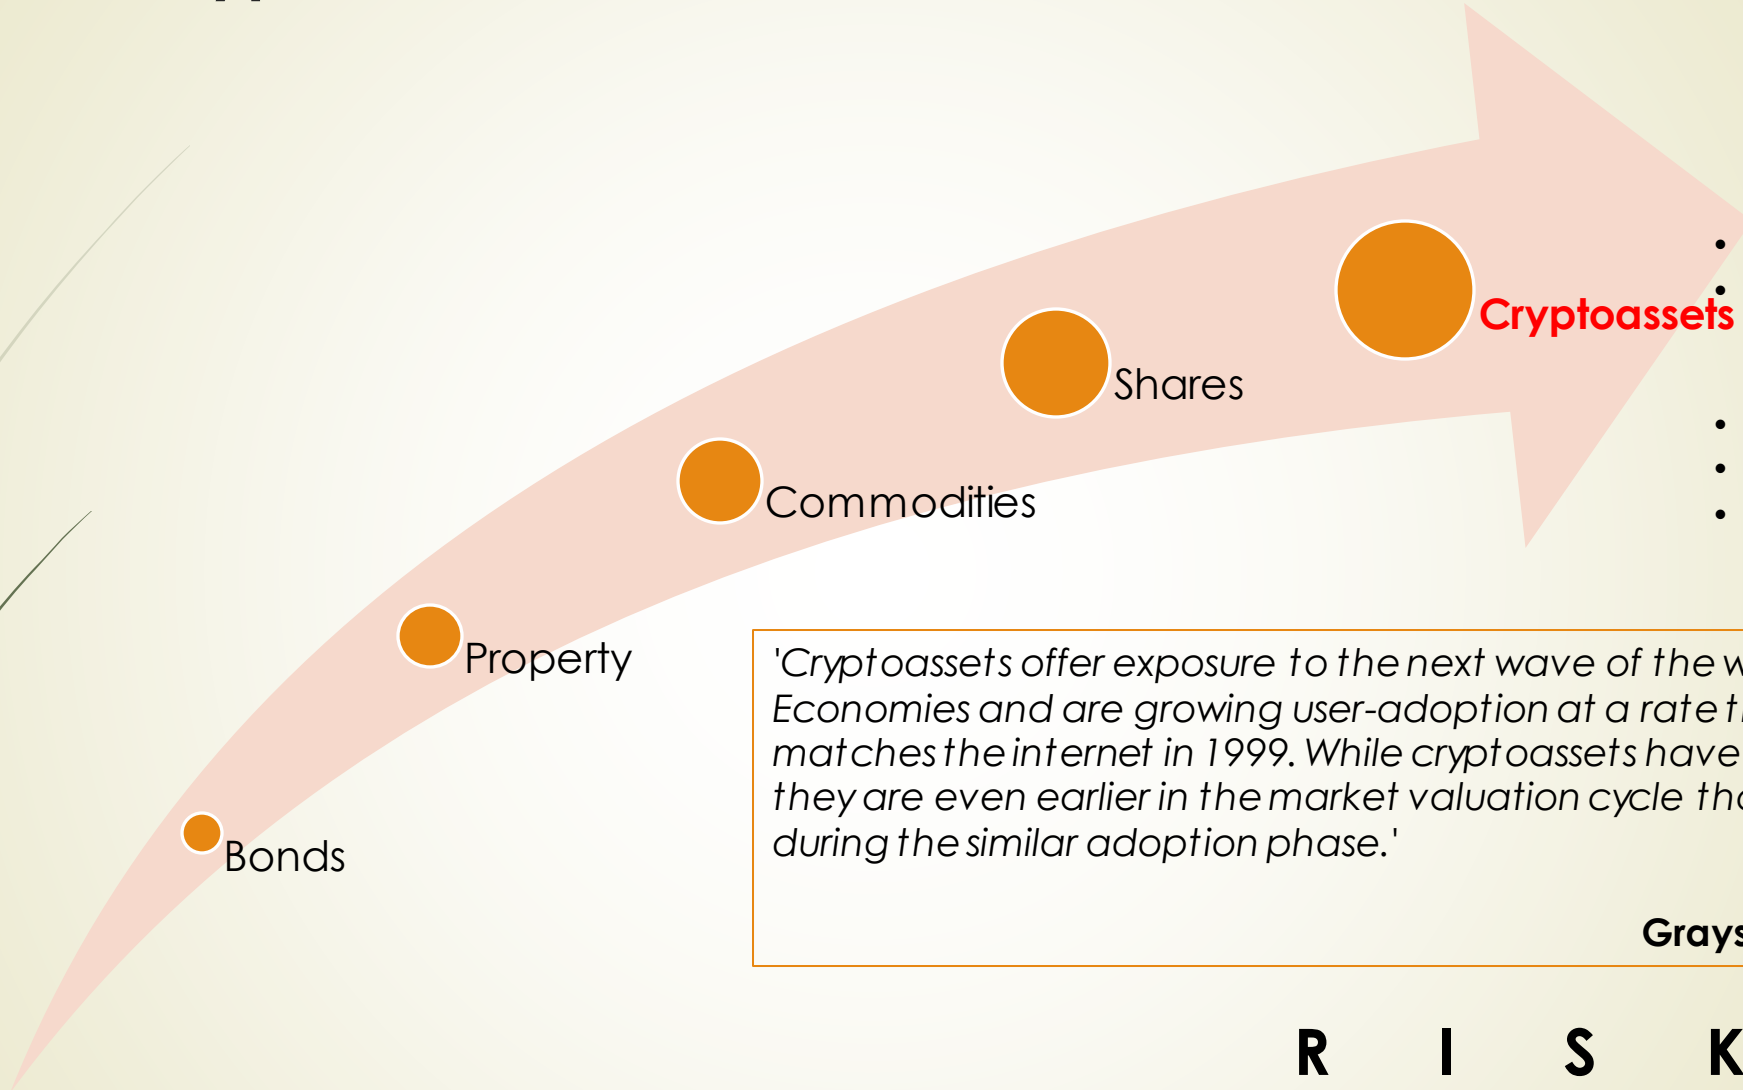 Cryptoassets
Shares
Commodities
Property
Bonds
'Cryptoassets offer exposure to the next wave of the
Economies and are growing user-adoption at a rate
matches the internet in 1999. While cryptoassets have
they are even earlier in the market valuation cycle
during the similar adoption phase.'
R I S K